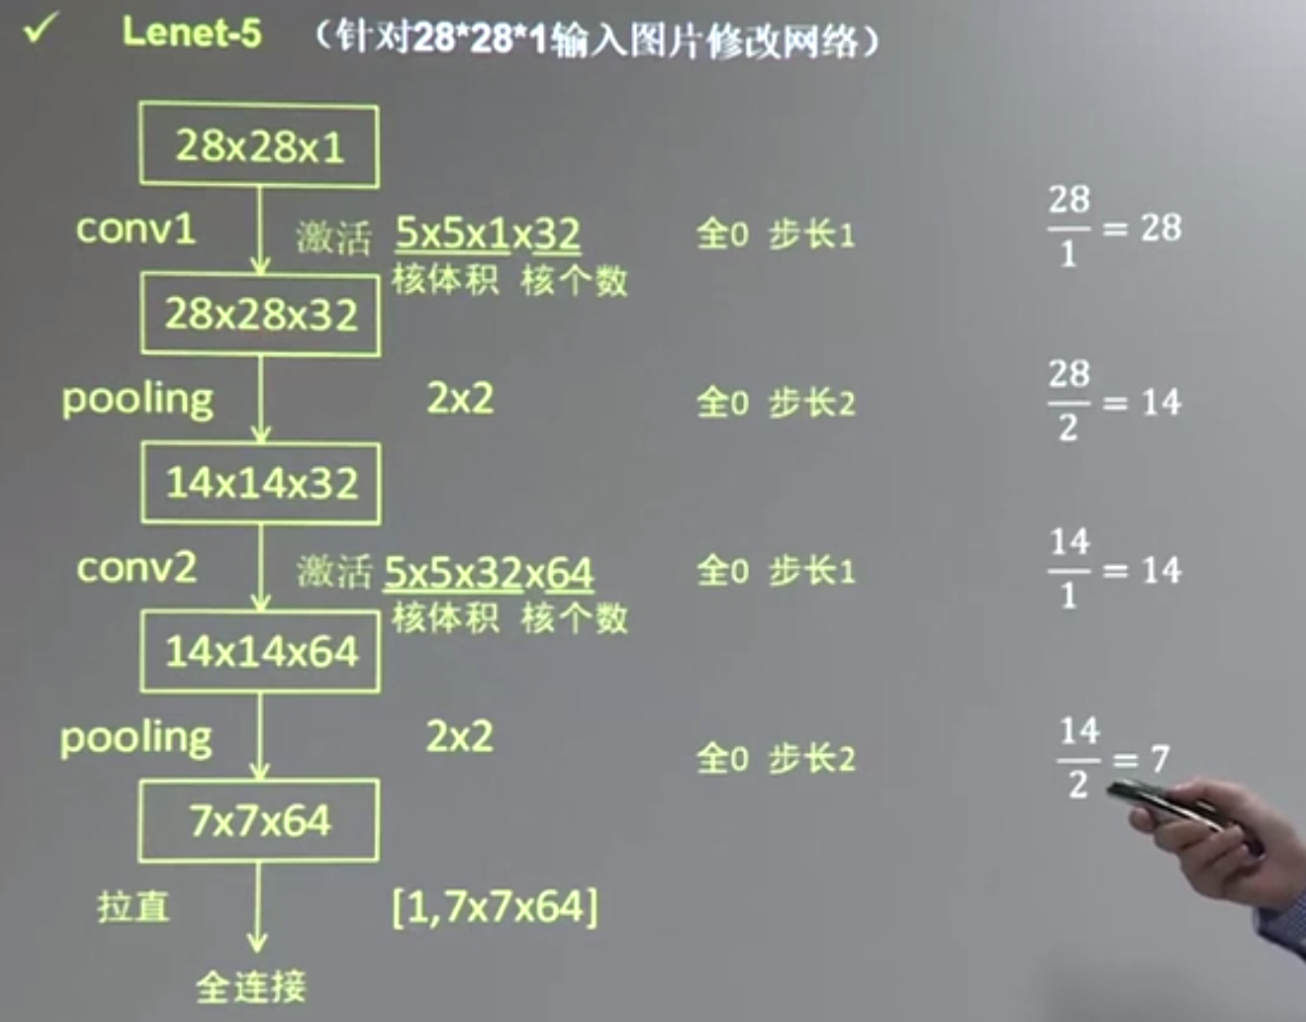 ✓ Lenet-5 （针对28*28*1输入图片修改网络）
28x28x1
conv1 激活 5x5x1x32 全0 步长1 28/1 = 28
核体积 核个数
28x28x32
pooling 2x2 全0 步长2 28/2 = 14
14x14x32
conv2 激活 5x5x32x64 全0 步长1 14/1 = 14
核体积 核个数
14x14x64
pooling 2x2 全0 步长2 14/2 = 7
7x7x64
拉直 [1,7x7x64]
全连接